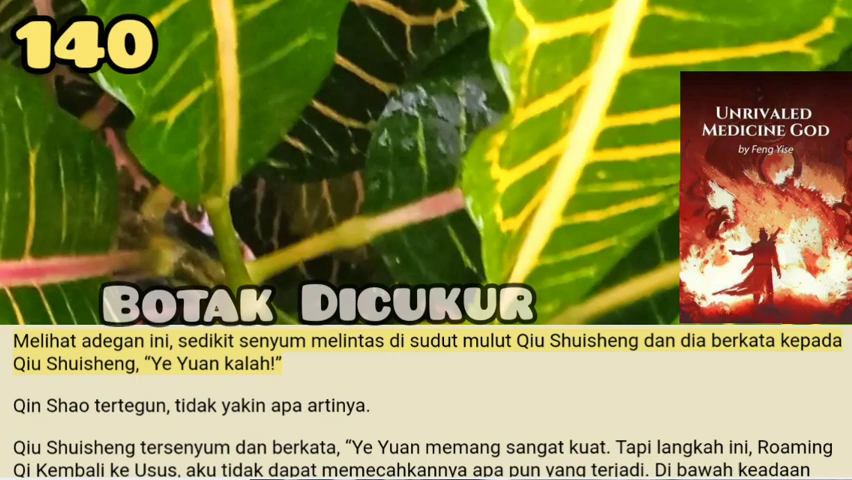 140
UNRIVALED
MEDICINE GOD
by Feng Yise
BOTAK DICUKUR
Melihat adegan ini, sedikit senyum melintas di sudut mulut Qiu Shuisheng dan dia berkata kepada
Qiu Shuisheng, “Ye Yuan kalah!”
Qin Shao tertegun, tidak yakin apa artinya.
Qiu Shuisheng tersenyum dan berkata, “Ye Yuan memang sangat kuat. Tapi langkah ini, Roaming
Qi Kembali ke Usus, aku tidak dapat memecahkannya apa pun yang terjadi. Di bawah keadaan